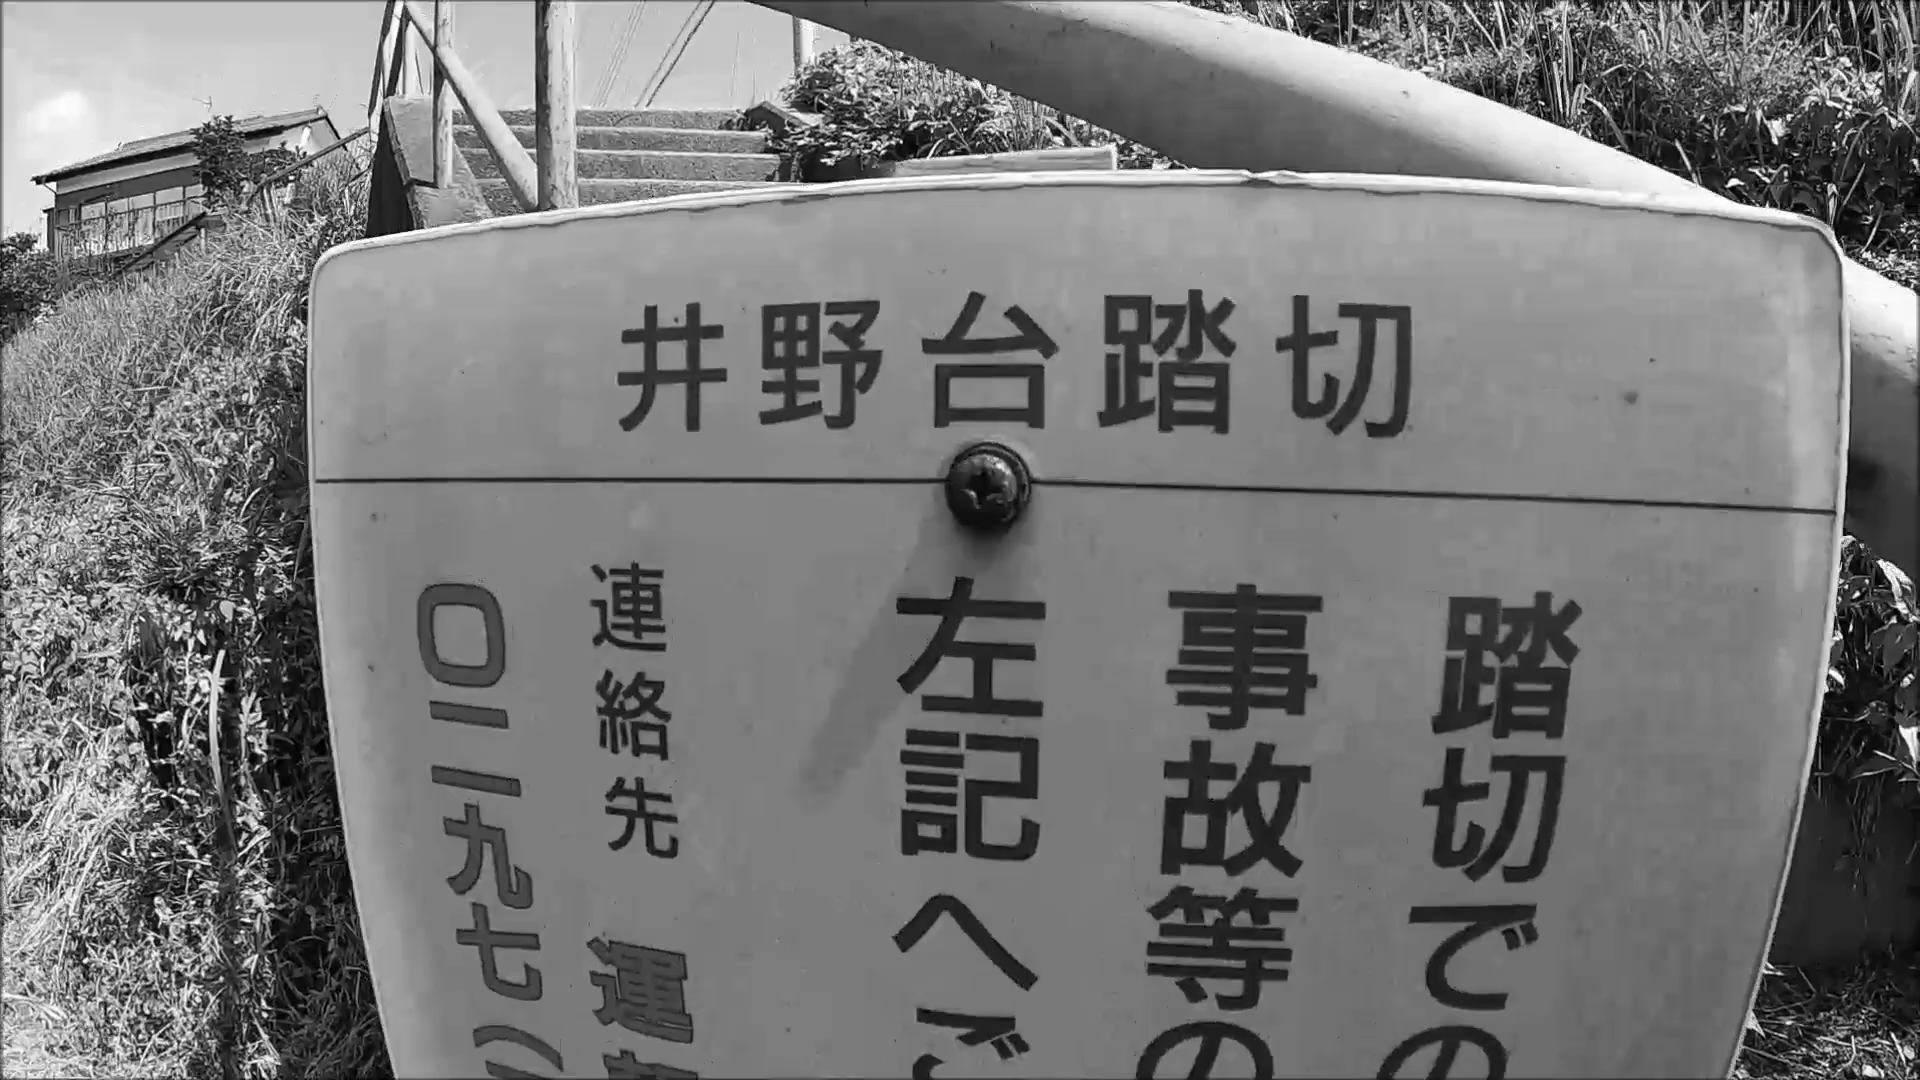 井野台踏切
踏切での
事故等の
左記へご
連絡先 運
〇二九七(